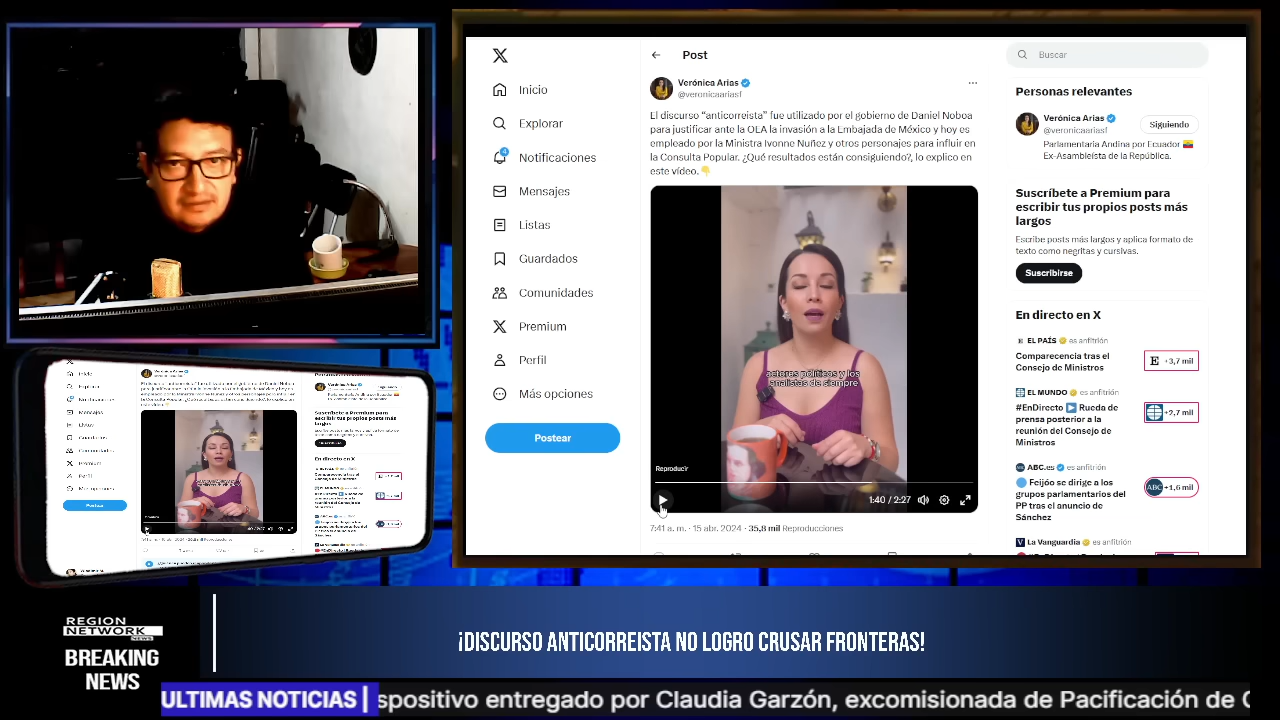 Inicio
Explorar
Notificaciones
Mensajes
Listas
Guardados
Comunidades
Premium
Perfil
Más opciones
Postear
Post
Verónica Arias
@veronicaariasf
El discurso “anticorreista” fue utilizado por el gobierno de Daniel Noboa
para justificar ante la OEA la invasión a la Embajada de México y hoy es
empleado por la Ministra Ivonne Nuñez y otros personajes para influir en
la Consulta Popular. ¿Qué resultados están consiguiendo?, lo explico en
este vídeo.👇
actores políticos y los
analistas de siempre
Reproducir
1:40 / 2:27
7:41 a. m. · 15 abr. 2024 · 35,8 mil Reproducciones
Buscar
Personas relevantes
Verónica Arias
@veronicaariasf
Siguiendo
Parlamentaria Andina por Ecuador 🇪🇨
Ex-Asambleísta de la República.
Suscríbete a Premium para
escribir tus propios posts más
largos
Escribe posts más largos y aplica formato de
texto como negritas y cursivas.
Suscribirse
En directo en X
EL PAÍS es anfitrión
Comparecencia tras el
Consejo de Ministros
E +3,7 mil
EL MUNDO es anfitrión
#EnDirecto ▶️ Rueda de
prensa posterior a la
reunión del Consejo de
Ministros
+2,7 mil
ABC.es es anfitrión
🔵 Feijóo se dirige a los
grupos parlamentarios del
PP tras el anuncio de
Sánchez
ABC +1,6 mil
La Vanguardia es anfitrión
REGION
NETWORK
NEWS
BREAKING
NEWS
¡DISCURSO ANTICORREISTA NO LOGRO CRUSAR FRONTERAS!
ULTIMAS NOTICIAS | spositivo entregado por Claudia Garzón, excomisionada de Pacificación de